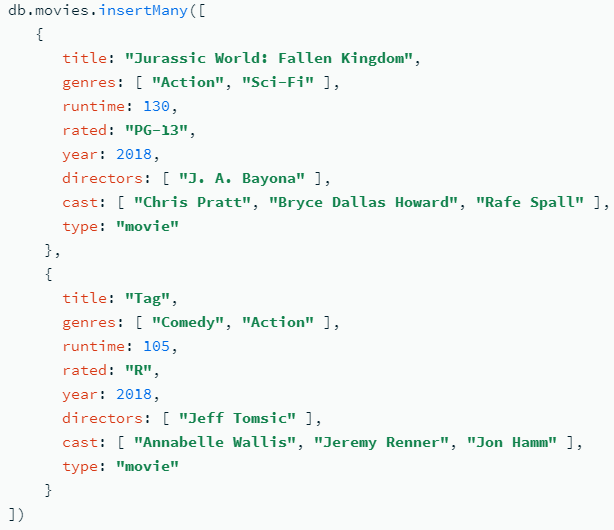 db.movies.insertMany([
   {
      title: "Jurassic World: Fallen Kingdom",
      genres: [ "Action", "Sci-Fi" ],
      runtime: 130,
      rated: "PG-13",
      year: 2018,
      directors: [ "J. A. Bayona" ],
      cast: [ "Chris Pratt", "Bryce Dallas Howard", "Rafe Spall" ],
      type: "movie"
    },
    {
      title: "Tag",
      genres: [ "Comedy", "Action" ],
      runtime: 105,
      rated: "R",
      year: 2018,
      directors: [ "Jeff Tomsic" ],
      cast: [ "Annabelle Wallis", "Jeremy Renner", "Jon Hamm" ],
      type: "movie"
    }
])